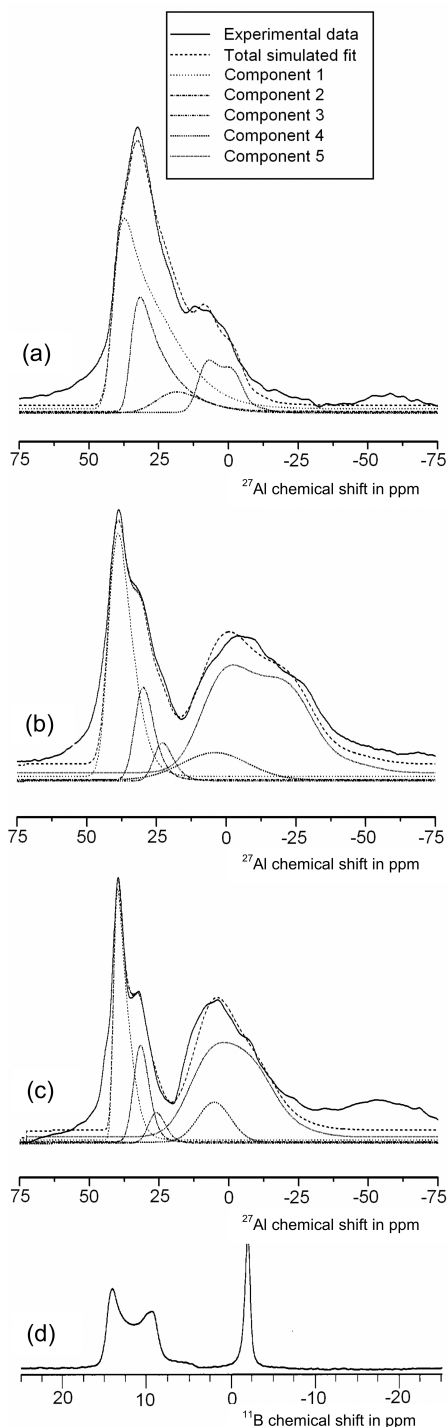 Experimental data
Total simulated fit
Component 1
Component 2
Component 3
Component 4
Component 5
(a)
75 50 25 0 -25 -50 -75
27Al chemical shift in ppm
(b)
75 50 25 0 -25 -50 -75
27Al chemical shift in ppm
(c)
75 50 25 0 -25 -50 -75
27Al chemical shift in ppm
(d)
20 10 0 -10 -20
11B chemical shift in ppm